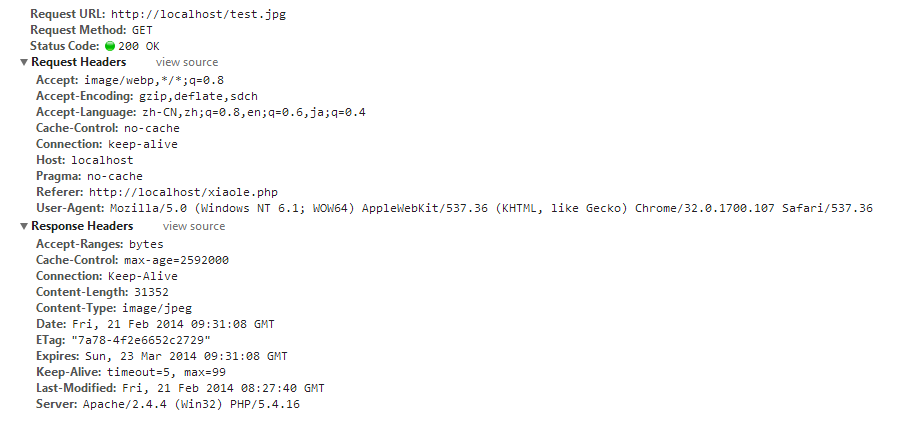 Request URL: http://localhost/test.jpg
Request Method: GET
Status Code: 200 OK
Request Headers view source
Accept: image/webp,*/*;q=0.8
Accept-Encoding: gzip,deflate,sdch
Accept-Language: zh-CN,zh;q=0.8,en;q=0.6,ja;q=0.4
Cache-Control: no-cache
Connection: keep-alive
Host: localhost
Pragma: no-cache
Referer: http://localhost/xiaole.php
User-Agent: Mozilla/5.0 (Windows NT 6.1; WOW64) AppleWebKit/537.36 (KHTML, like Gecko) Chrome/32.0.1700.107 Safari/537.36
Response Headers view source
Accept-Ranges: bytes
Cache-Control: max-age=2592000
Connection: Keep-Alive
Content-Length: 31352
Content-Type: image/jpeg
Date: Fri, 21 Feb 2014 09:31:08 GMT
ETag: "7a78-4f2e6652c2729"
Expires: Sun, 23 Mar 2014 09:31:08 GMT
Keep-Alive: timeout=5, max=99
Last-Modified: Fri, 21 Feb 2014 08:27:40 GMT
Server: Apache/2.4.4 (Win32) PHP/5.4.16